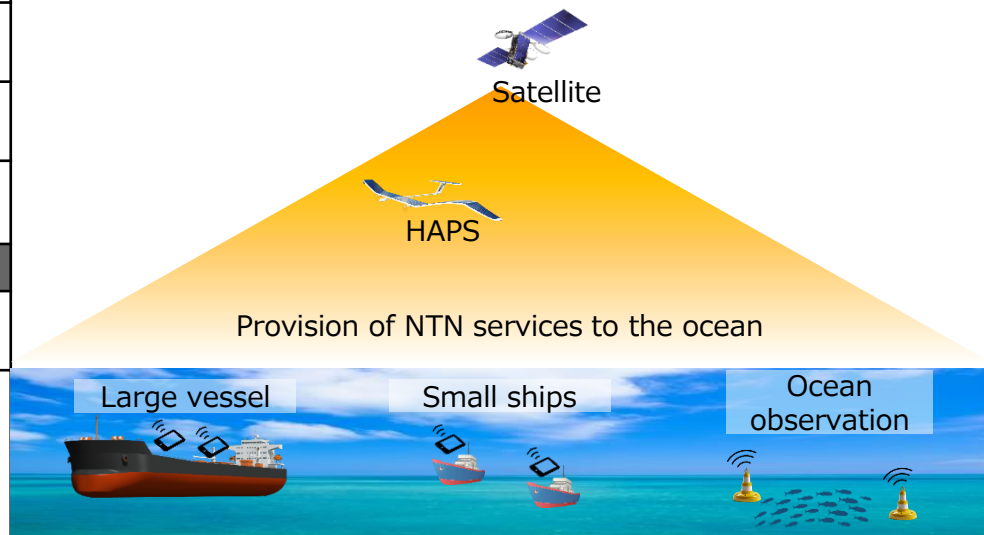 Satellite
HAPS
Provision of NTN services to the ocean
Large vessel
Small ships
Ocean
observation